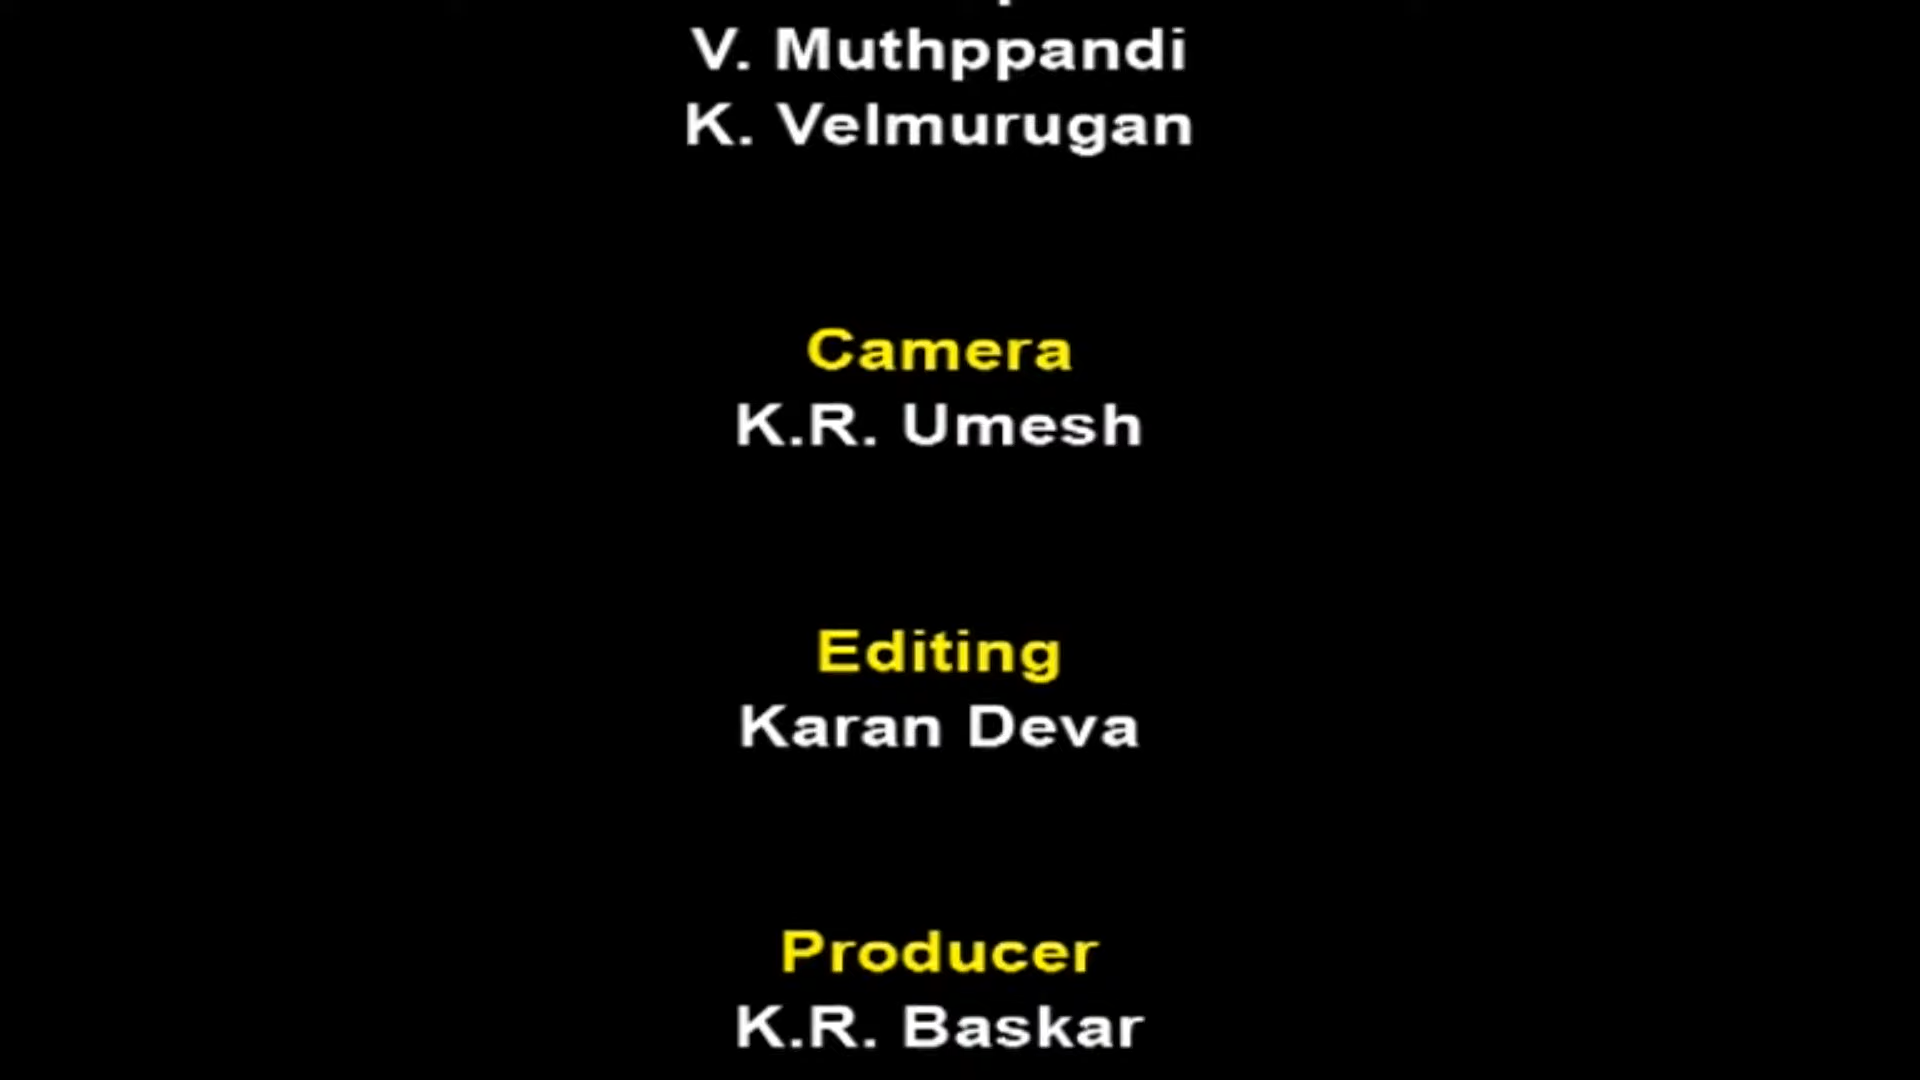 V. Muthppandi
K. Velmurugan
Camera
K.R. Umesh
Editing
Karan Deva
Producer
K.R. Baskar